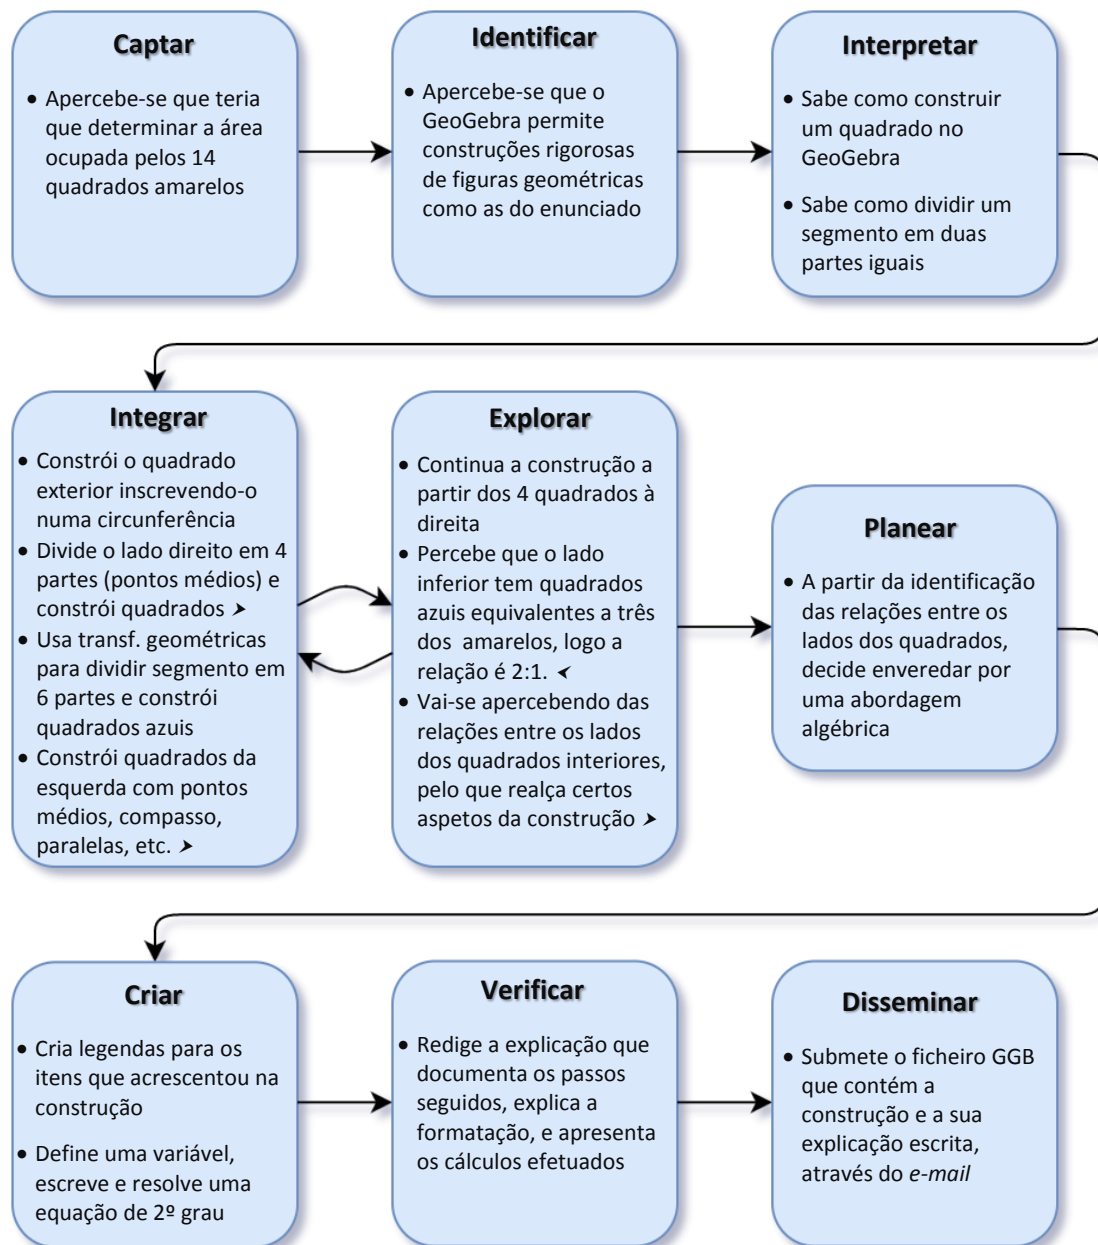 Captar
• Apercebe-se que teria
que determinar a área
ocupada pelos 14
quadrados amarelos
Identificar
• Apercebe-se que o
GeoGebra permite
construções rigorosas
de figuras geométricas
como as do enunciado
Interpretar
• Sabe como construir
um quadrado no
GeoGebra
• Sabe como dividir um
segmento em duas
partes iguais
Integrar
• Constrói o quadrado
exterior inscrevendo-o
numa circunferência
• Divide o lado direito em 4
partes (pontos médios) e
constrói quadrados ➤
• Usa transf. geométricas
para dividir segmento em
6 partes e constrói
quadrados azuis
• Constrói quadrados da
esquerda com pontos
médios, compasso,
paralelas, etc. ➤
Explorar
• Continua a construção a
partir dos 4 quadrados à
direita
• Percebe que o lado
inferior tem quadrados
azuis equivalentes a três
dos amarelos, logo a
relação é 2:1. ⮜
• Vai-se apercebendo das
relações entre os lados
dos quadrados interiores,
pelo que realça certos
aspetos da construção ➤
Planear
• A partir da identificação
das relações entre os
lados dos quadrados,
decide enveredar por
uma abordagem
algébrica
Criar
• Cria legendas para os
itens que acrescentou na
construção
• Define uma variável,
escreve e resolve uma
equação de 2º grau
Verificar
• Redige a explicação que
documenta os passos
seguidos, explica a
formatação, e apresenta
os cálculos efetuados
Disseminar
• Submete o ficheiro GGB
que contém a
construção e a sua
explicação escrita,
através do e-mail